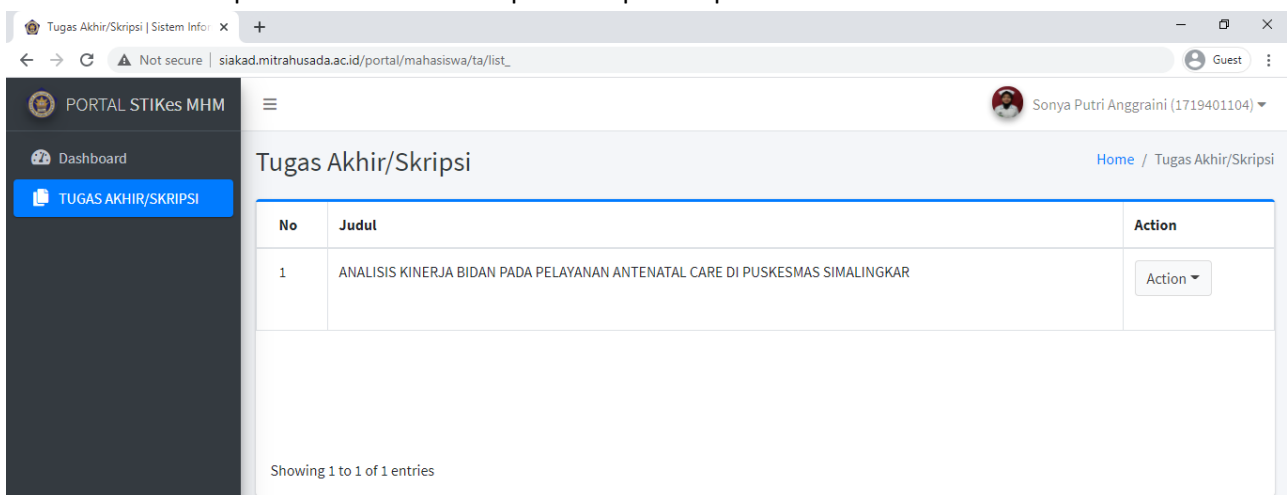 Tugas Akhir/Skripsi | Sistem Infor
Not secure | siakad.mitrahusada.ac.id/portal/mahasiswa/ta/list_
Guest
PORTAL STIKes MHM
Sonya Putri Anggraini (1719401104)
Dashboard
TUGAS AKHIR/SKRIPSI
Tugas Akhir/Skripsi
Home / Tugas Akhir/Skripsi
No Judul Action
1 ANALISIS KINERJA BIDAN PADA PELAYANAN ANTENATAL CARE DI PUSKESMAS SIMALINGKAR Action
Showing 1 to 1 of 1 entries